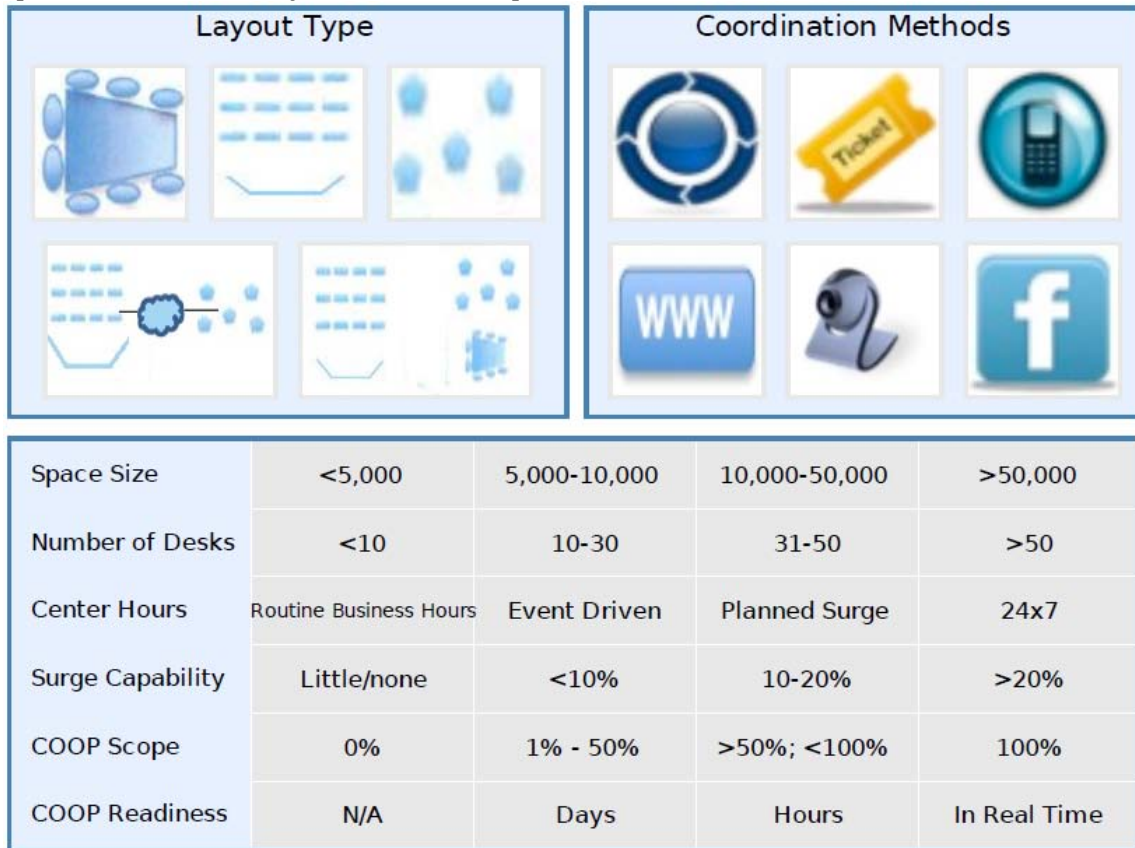 Layout Type
Coordination Methods
Ticket
WWW
f
Space Size <5,000 5,000-10,000 10,000-50,000 >50,000
Number of Desks <10 10-30 31-50 >50
Center Hours Routine Business Hours Event Driven Planned Surge 24x7
Surge Capability Little/none <10% 10-20% >20%
COOP Scope 0% 1% - 50% >50%; <100% 100%
COOP Readiness N/A Days Hours In Real Time